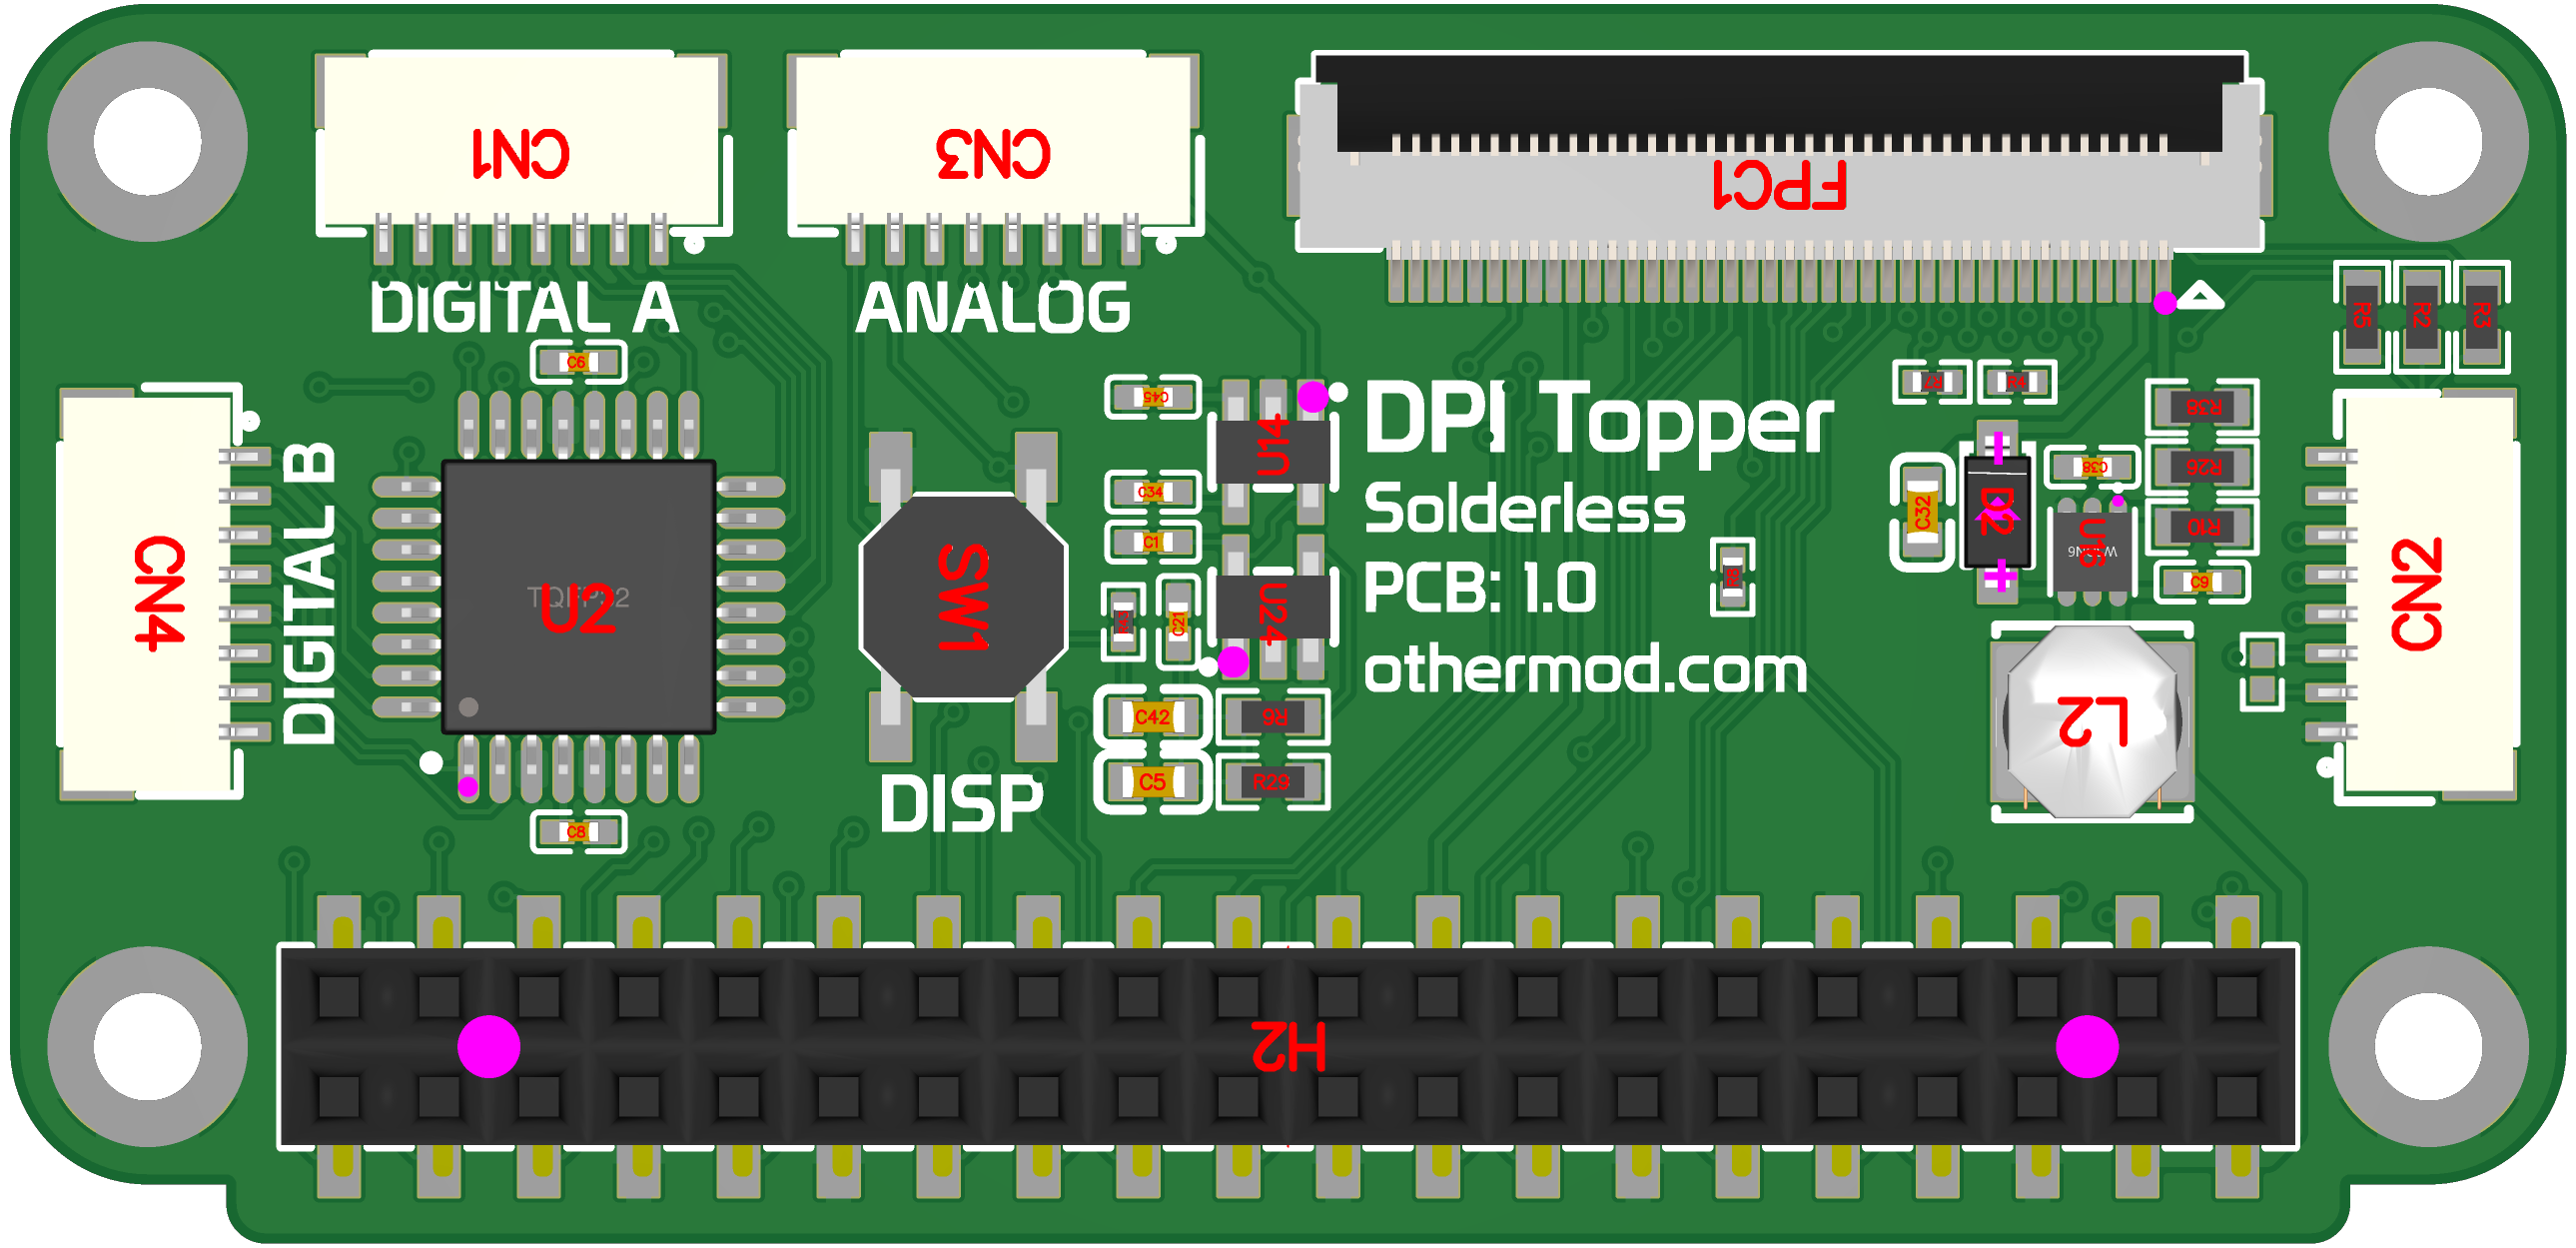 CN1
CN3
FPC1
DIGITAL A
ANALOG
R5
R2
R3
C6
C45
R7
R4
R38
DPI Topper
U14
C38
R26
DIGITAL B
C34
Solderless
C32
D2
R10
C1
U16
CN4
TQFP32
U2
SW1
PCB: 1.0
R8
C9
CN2
R43
C21
U24
othermod.com
C42
R6
L2
C5
R29
DISP
C8
H2